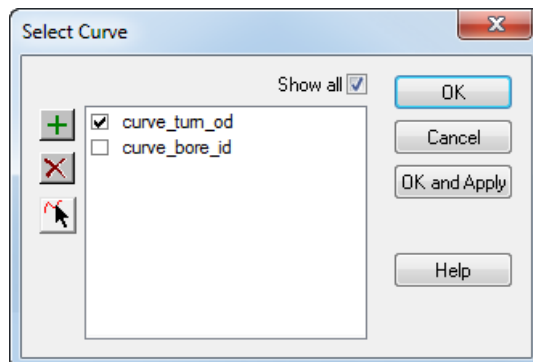 Select Curve
Show all
OK
curve_turn_od
Cancel
curve_bore_id
OK and Apply
Help